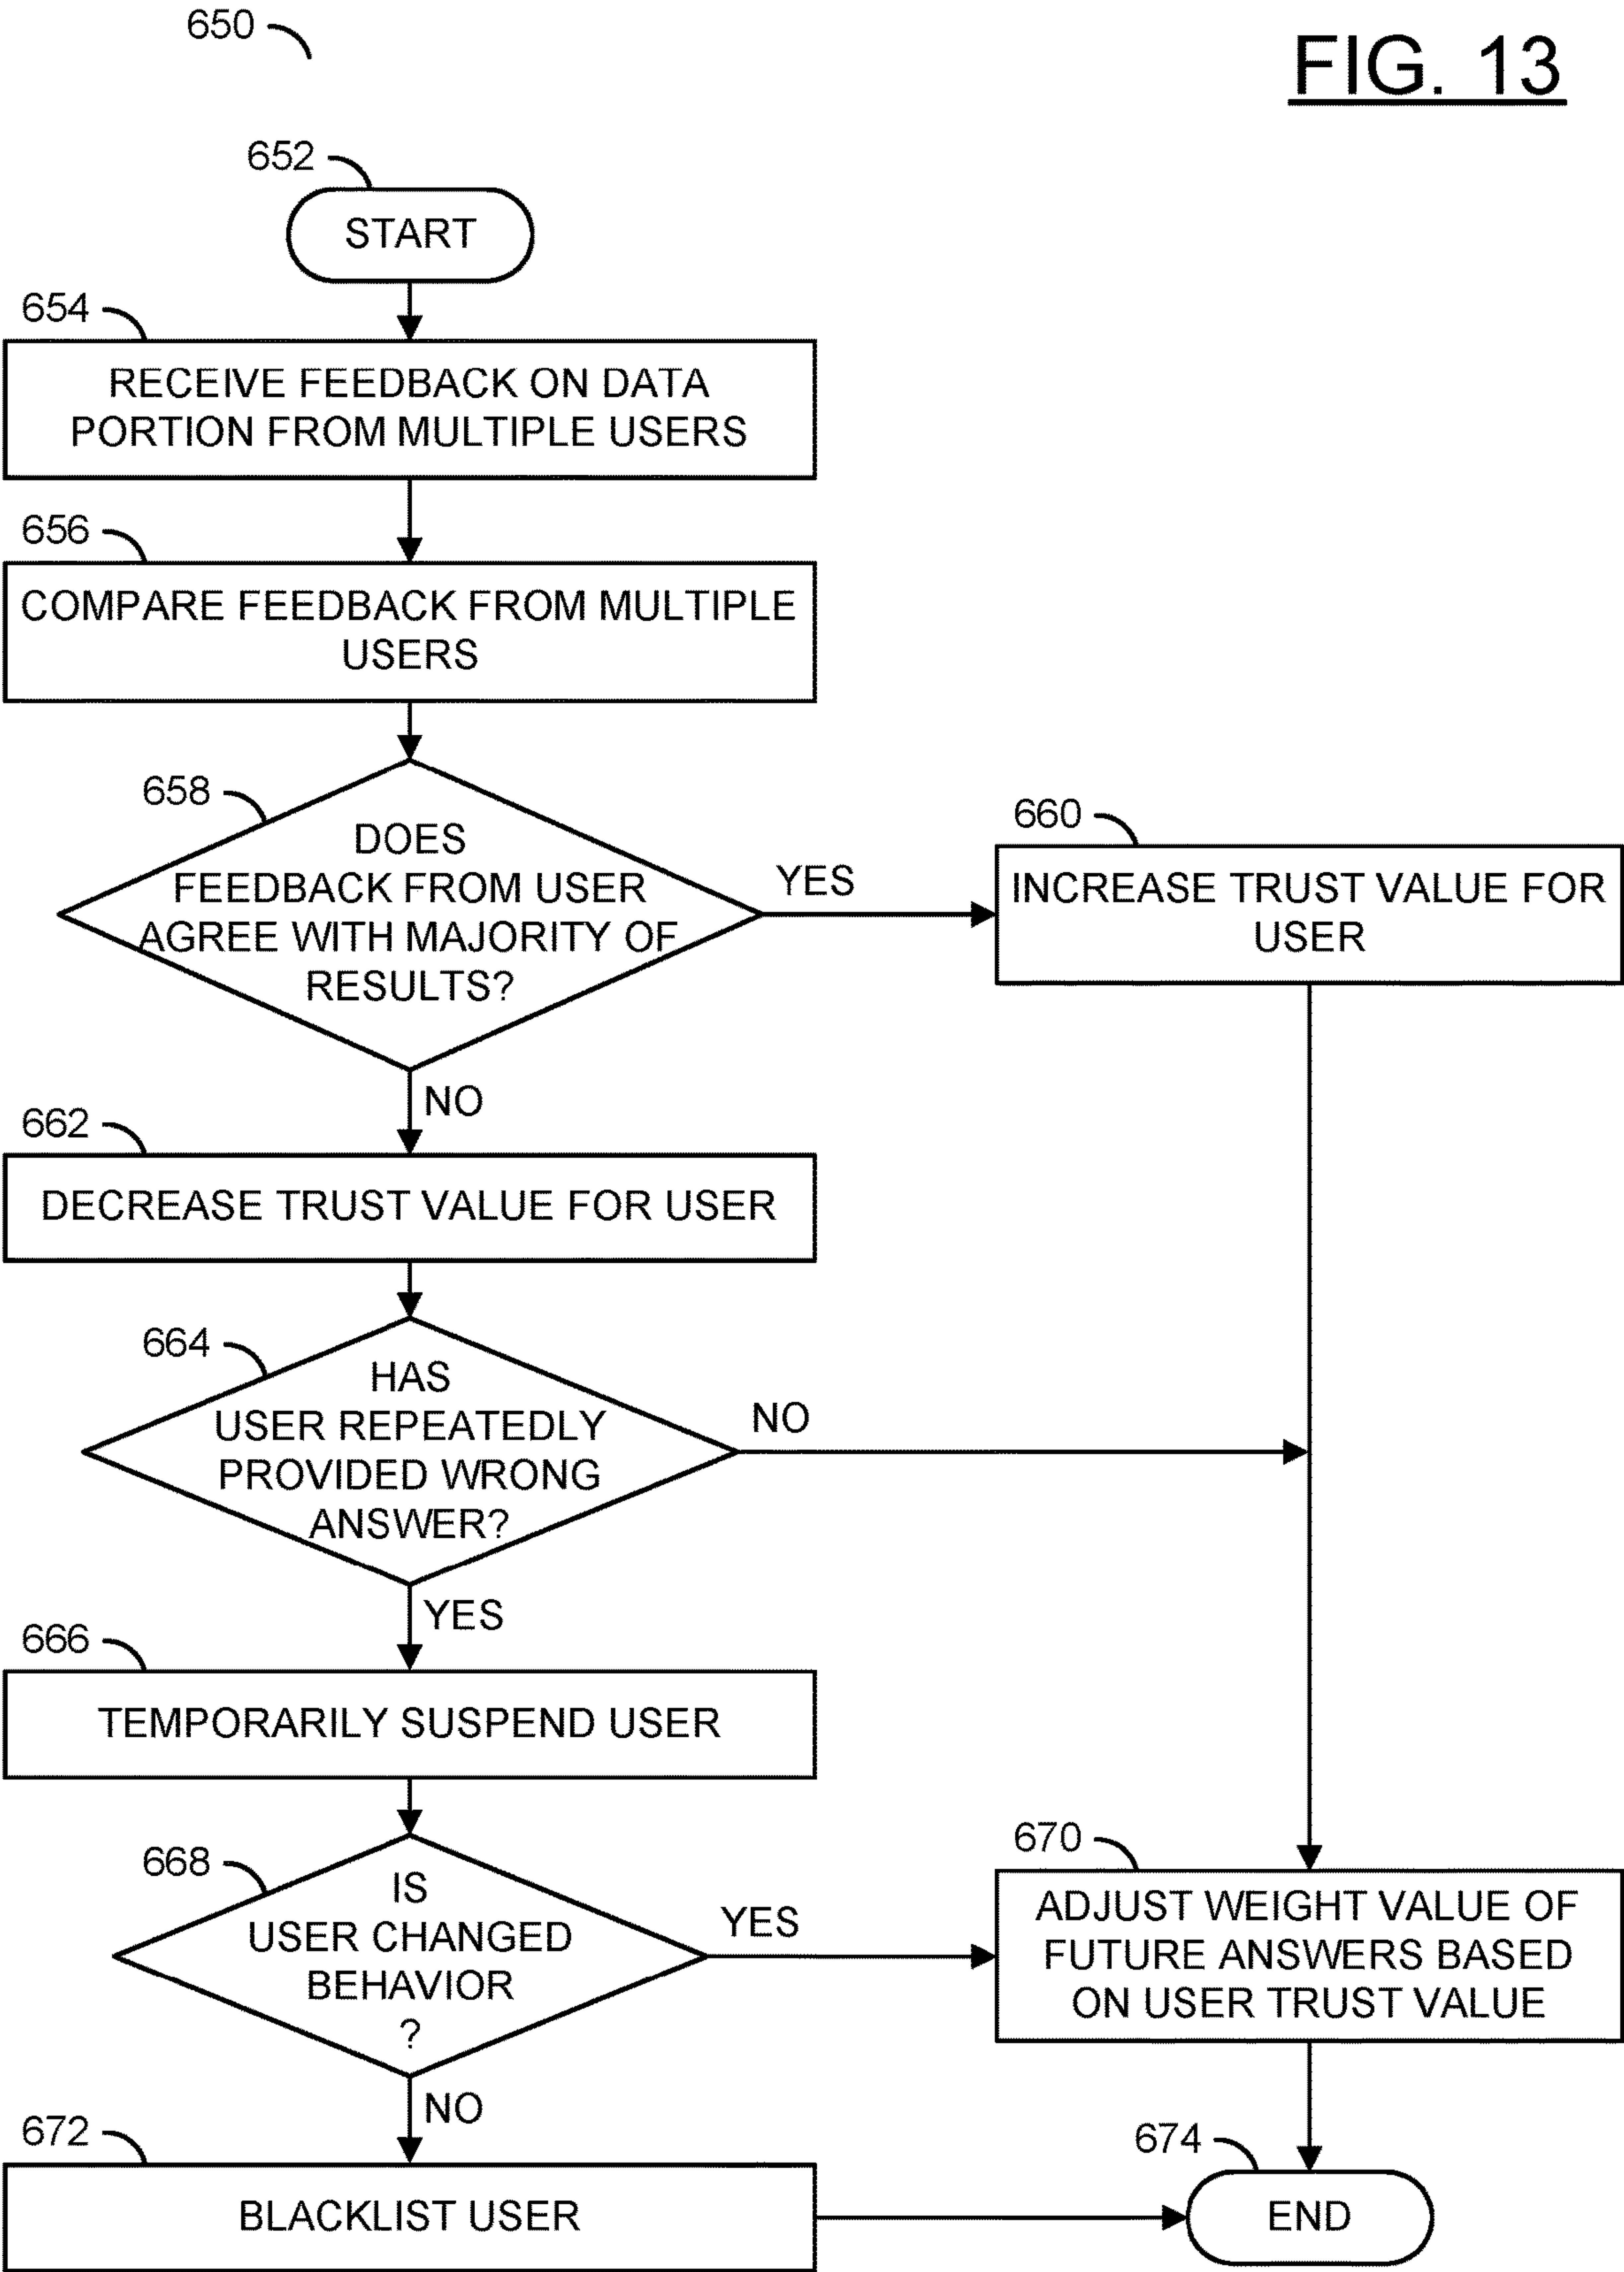 650
FIG. 13
652
START
654
RECEIVE FEEDBACK ON DATA
PORTION FROM MULTIPLE USERS
656
COMPARE FEEDBACK FROM MULTIPLE
USERS
658
DOES
FEEDBACK FROM USER
AGREE WITH MAJORITY OF
RESULTS?
YES
660
INCREASE TRUST VALUE FOR
USER
NO
662
DECREASE TRUST VALUE FOR USER
664
HAS
USER REPEATEDLY
PROVIDED WRONG
ANSWER?
NO
YES
666
TEMPORARILY SUSPEND USER
668
IS
USER CHANGED
BEHAVIOR
?
YES
670
ADJUST WEIGHT VALUE OF
FUTURE ANSWERS BASED
ON USER TRUST VALUE
NO
672
BLACKLIST USER
674
END